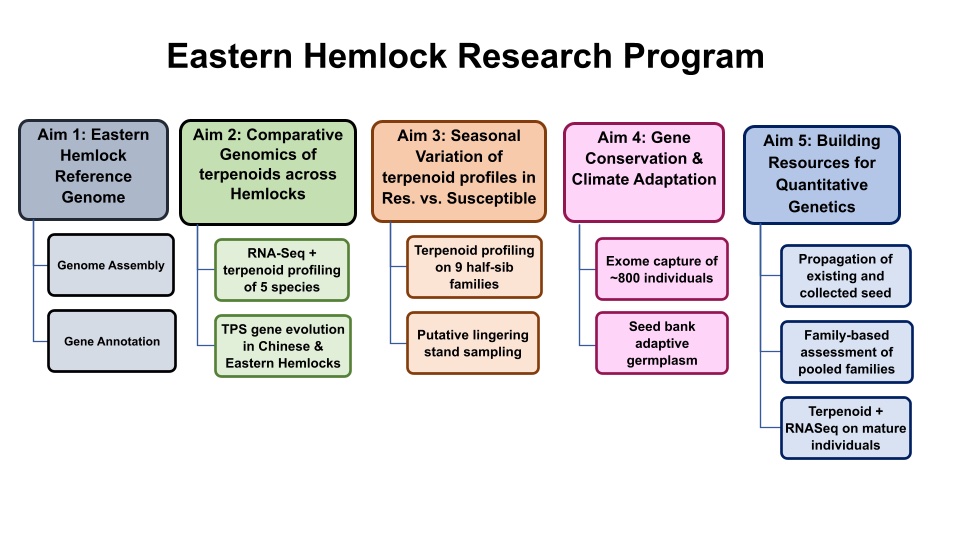 Eastern Hemlock Research Program
Aim 1: Eastern
Hemlock
Reference
Genome
Genome Assembly
Gene Annotation
Aim 2: Comparative
Genomics of
terpenoids across
Hemlocks
RNA-Seq +
terpenoid profiling
of 5 species
TPS gene evolution
in Chinese &
Eastern Hemlocks
Aim 3: Seasonal
Variation of
terpenoid profiles in
Res. vs. Susceptible
Terpenoid profiling
on 9 half-sib
families
Putative lingering
stand sampling
Aim 4: Gene
Conservation &
Climate Adaptation
Exome capture of
~800 individuals
Seed bank
adaptive
germplasm
Aim 5: Building
Resources for
Quantitative
Genetics
Propagation of
existing and
collected seed
Family-based
assessment of
pooled families
Terpenoid +
RNASeq on mature
individuals